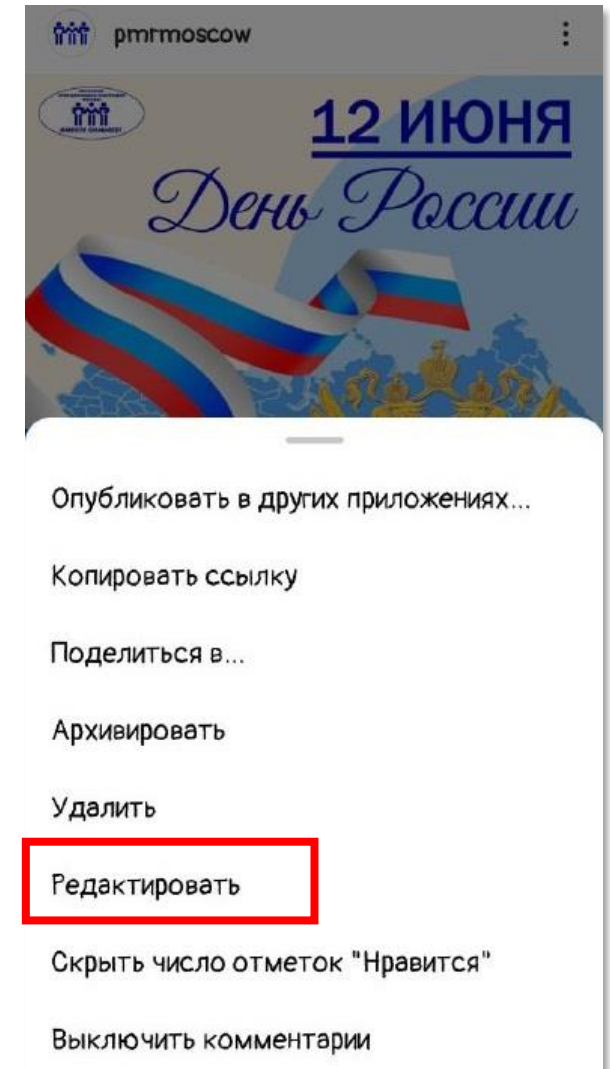 pmrmoscow
12 ИЮНЯ
День России
Опубликовать в других приложениях...
Копировать ссылку
Поделиться в...
Архивировать
Удалить
Редактировать
Скрыть число отметок "Нравится"
Выключить комментарии